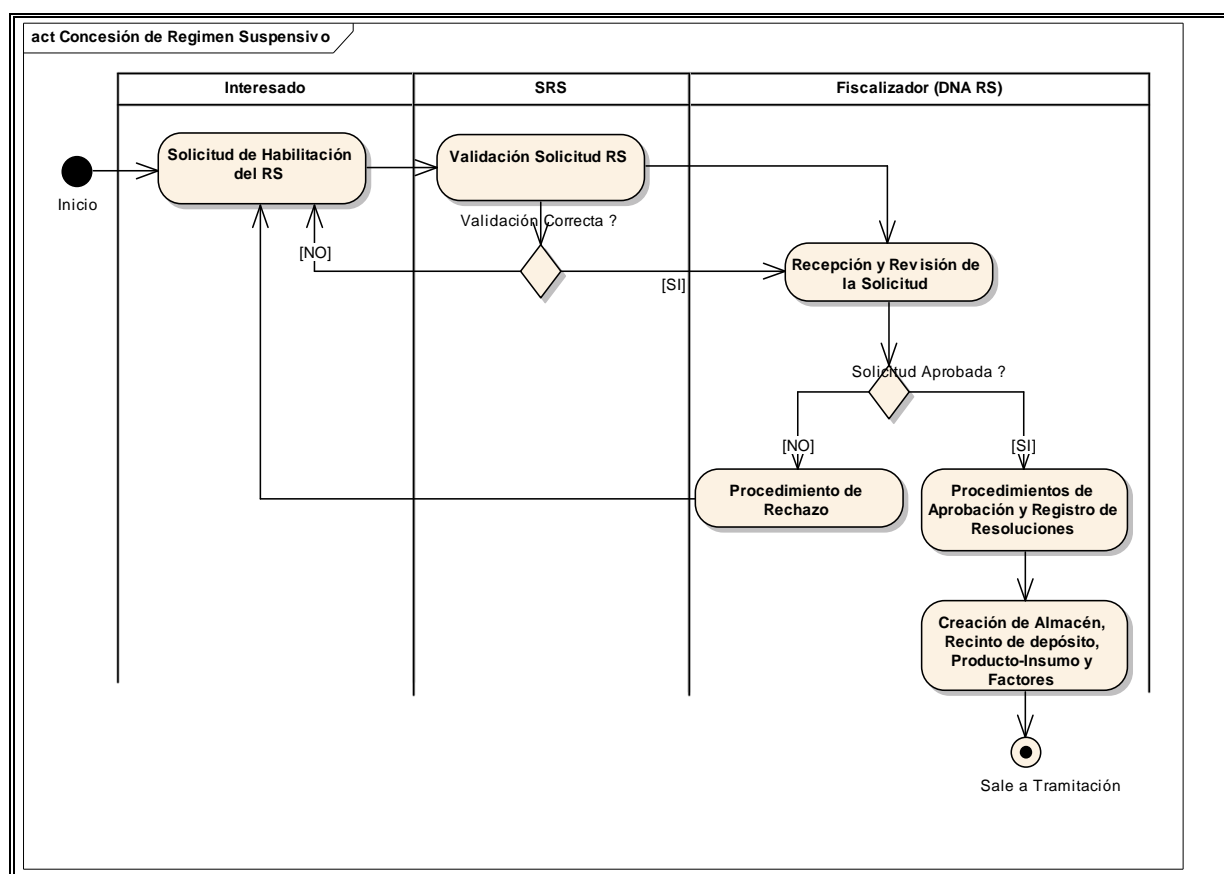 act Concesión de Regimen Suspensivo
Interesado
SRS
Fiscalizador (DNA RS)
Solicitud de Habilitación
del RS
Validación Solicitud RS
Inicio
Validación Correcta ?
[NO]
[SI]
Recepción y Revisión de
la Solicitud
Solicitud Aprobada ?
[NO]
[SI]
Procedimiento de
Rechazo
Procedimientos de
Aprobación y Registro de
Resoluciones
Creación de Almacén,
Recinto de depósito,
Producto-Insumo y
Factores
Sale a Tramitación